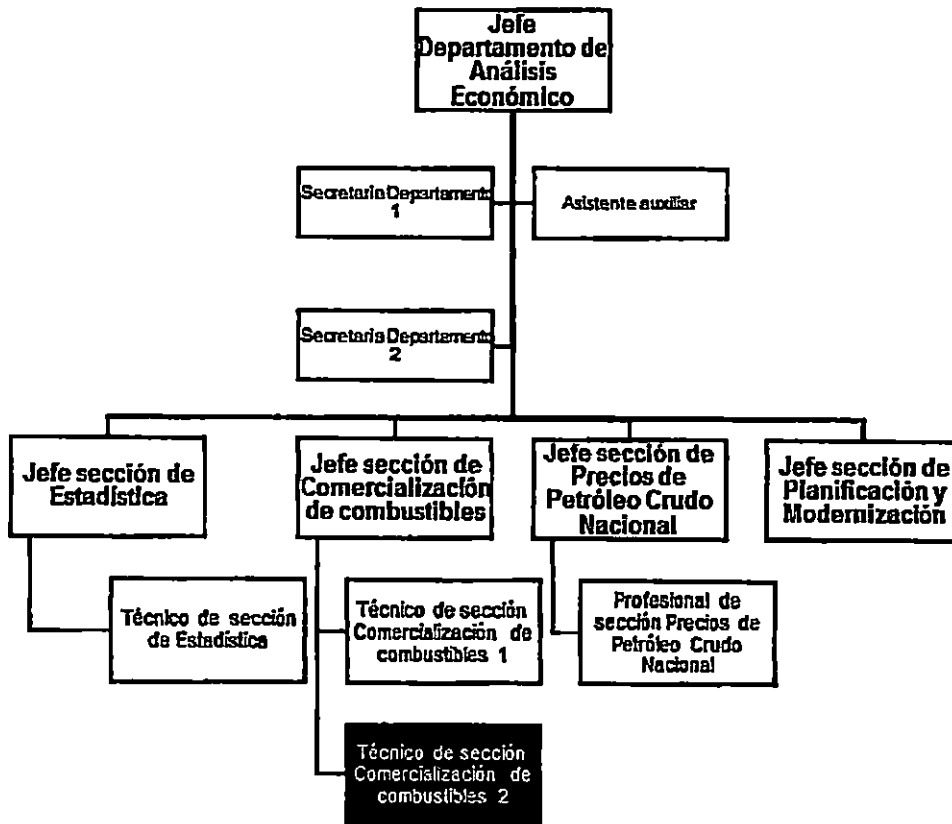 Jefe
Departamento de
Análisis
Económico
Secretaria Departamento
1
Asistente auxiliar
Secretaria Departamento
2
Jefe sección de
Estadística
Jefe sección de
Comercialización
de combustibles
Jefe sección de
Precios de
Petróleo Crudo
Nacional
Jefe sección de
Planificación y
Modernización
Técnico de sección
de Estadística
Técnico de sección
Comercialización de
combustibles 1
Profesional de
sección Precios de
Petróleo Crudo
Nacional
Técnico de sección
Comercialización de
combustibles 2